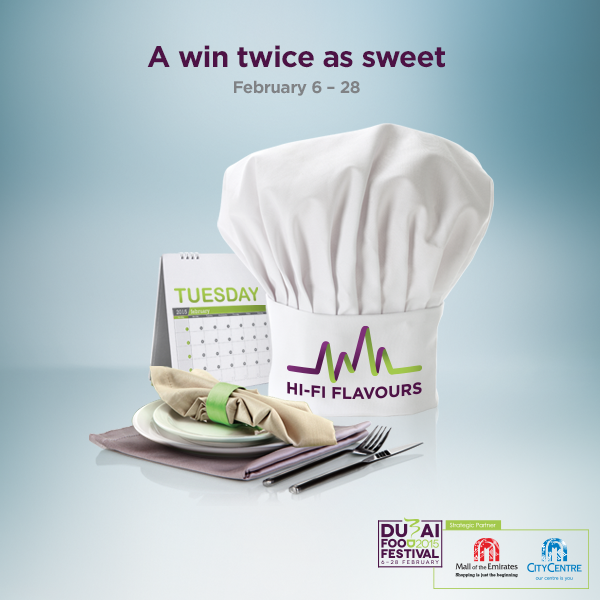 A win twice as sweet
February 6 – 28
TUESDAY
2015
HI-FI FLAVOURS
DUBAI
FOOD 2015
FESTIVAL
6–28 FEBRUARY
Strategic Partner
Mall of the Emirates
Shopping is just the beginning
CITYCENTRE
our centre is you